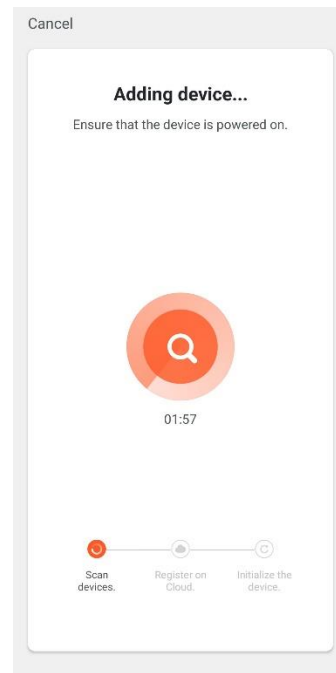 Cancel
Adding device...
Ensure that the device is powered on.
01:57
Scan
devices.
Register on
Cloud.
Initialize the
device.